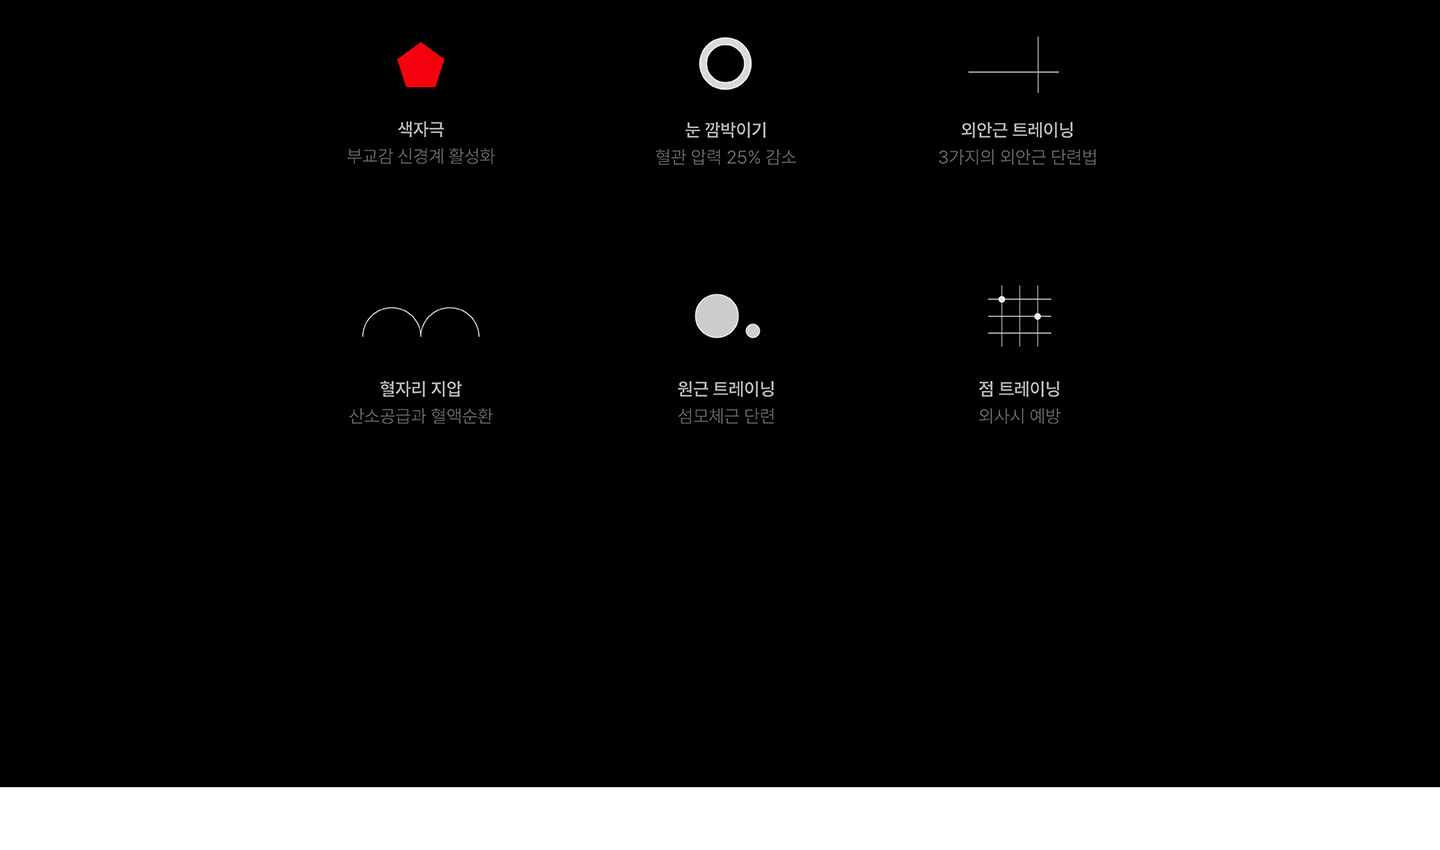 색자극
부교감 신경계 활성화
눈 깜박이기
혈관 압력 25% 감소
외안근 트레이닝
3가지의 외안근 단련법
혈자리 지압
산소공급과 혈액순환
원근 트레이닝
섬모체근 단련
점 트레이닝
외사시 예방